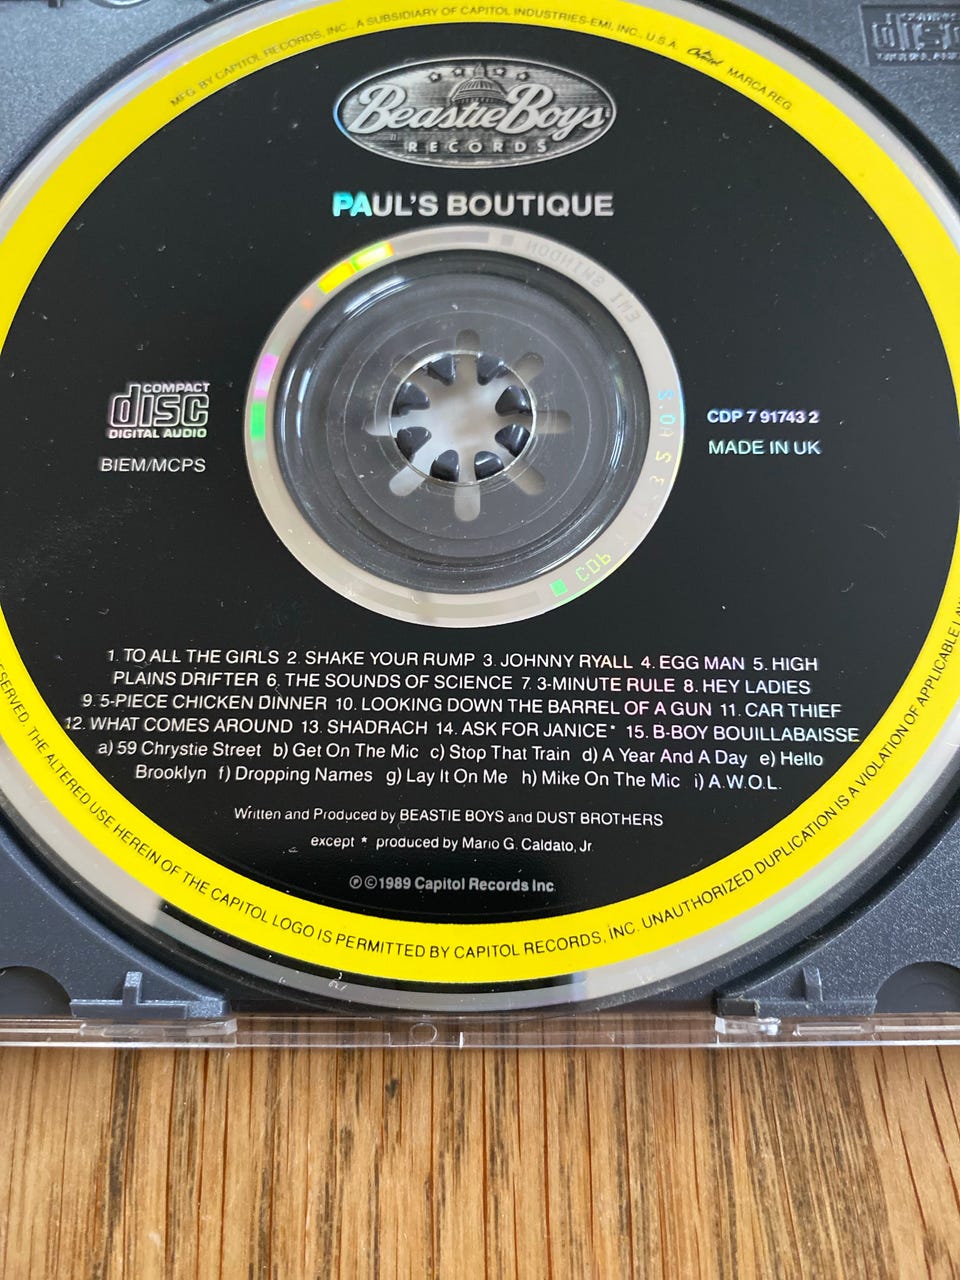 MFG. BY CAPITOL RECORDS, INC., A SUBSIDIARY OF CAPITOL INDUSTRIES-EMI, INC., U.S.A. Capitol MARCA REG.
disc
Beastie Boys
RECORDS
PAUL'S BOUTIQUE
EMI SWINDON
COMPACT
disc
DIGITAL AUDIO
BIEM/MCPS
CDP 7 91743 2
MADE IN UK
CDP
1. TO ALL THE GIRLS 2. SHAKE YOUR RUMP 3. JOHNNY RYALL 4. EGG MAN 5. HIGH
PLAINS DRIFTER 6. THE SOUNDS OF SCIENCE 7. 3-MINUTE RULE 8. HEY LADIES
9. 5-PIECE CHICKEN DINNER 10. LOOKING DOWN THE BARREL OF A GUN 11. CAR THIEF
12. WHAT COMES AROUND 13. SHADRACH 14. ASK FOR JANICE* 15. B-BOY BOUILLABAISSE
a) 59 Chrystie Street b) Get On The Mic c) Stop That Train d) A Year And A Day e) Hello
Brooklyn f) Dropping Names g) Lay It On Me h) Mike On The Mic i) A.W.O.L.
Written and Produced by BEASTIE BOYS and DUST BROTHERS
except * produced by Mario G. Caldato, Jr.
℗©1989 Capitol Records Inc.
THE ALTERED USE HEREIN OF THE CAPITOL LOGO IS PERMITTED BY CAPITOL RECORDS, INC. UNAUTHORIZED DUPLICATION IS A VIOLATION OF APPLICABLE